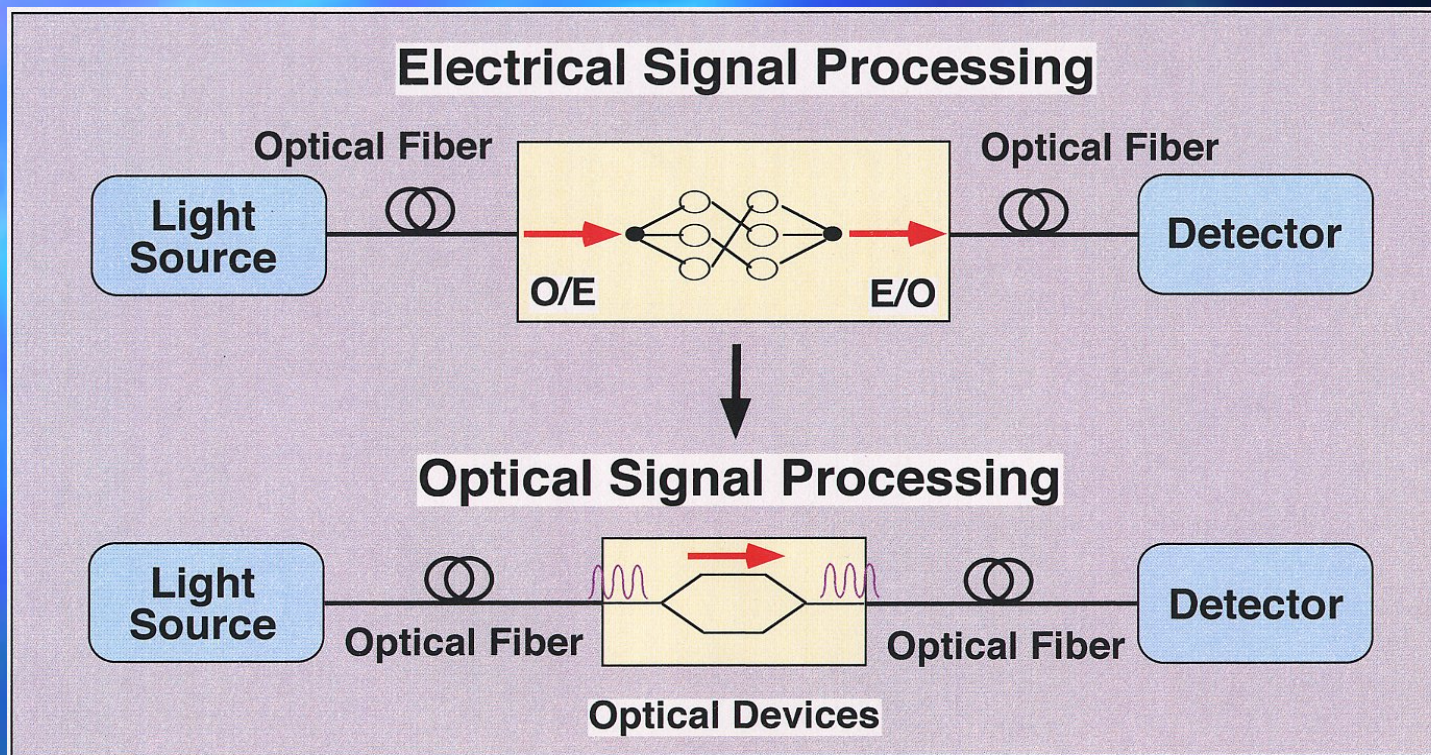 Electrical Signal Processing
Optical Fiber
Optical Fiber
Light
Source
Detector
O/E
E/O
Optical Signal Processing
Light
Source
Optical Fiber
Optical Fiber
Detector
Optical Devices